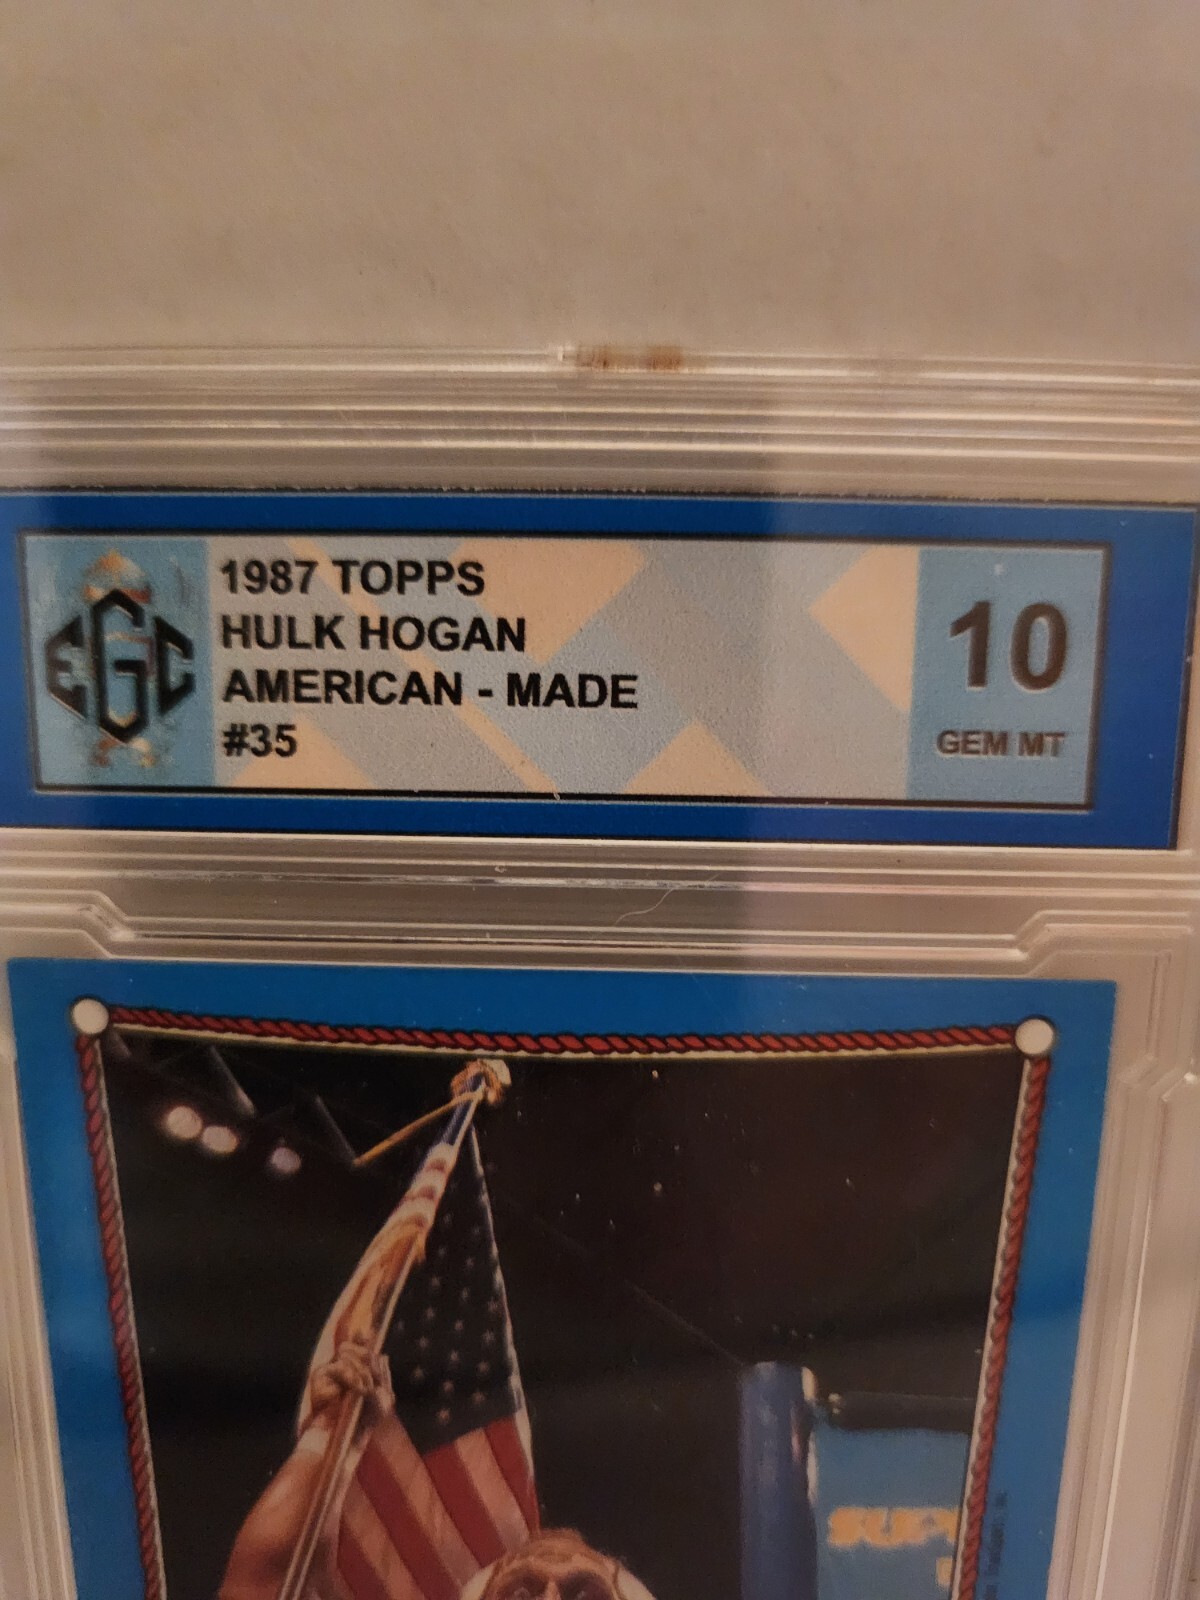 EGC
1987 TOPPS
HULK HOGAN
AMERICAN - MADE
#35
10
GEM MT